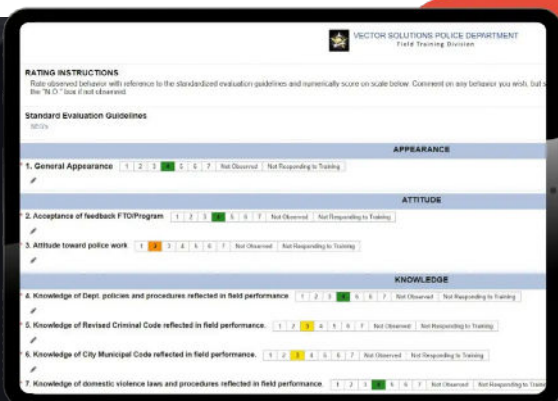 VECTOR SOLUTIONS POLICE DEPARTMENT
Field Training Division
RATING INSTRUCTIONS
Rate observed behavior with reference to the standardized evaluation guidelines and numerically score on scale below. Comment on any behavior you wish, but
the "N.O." box if not observed.
Standard Evaluation Guidelines
APPEARANCE
* 1. General Appearance 1 2 3 4 5 6 7 Not Observed Not Responding to Training
ATTITUDE
* 2. Acceptance of feedback FTO/Program 1 2 3 4 5 6 7 Not Observed Not Responding to Training
* 3. Attitude toward police work 1 2 3 4 5 6 7 Not Observed Not Responding to Training
KNOWLEDGE
* 4. Knowledge of Dept. policies and procedures reflected in field performance 1 2 3 4 5 6 7 Not Observed Not Responding to Training
* 5. Knowledge of Revised Criminal Code reflected in field performance. 1 2 3 4 5 6 7 Not Observed Not Responding to Training
* 6. Knowledge of City Municipal Code reflected in field performance. 1 2 3 4 5 6 7 Not Observed Not Responding to Training
* 7. Knowledge of domestic violence laws and procedures reflected in field performance. 1 2 3 4 5 6 7 Not Observed Not Responding to